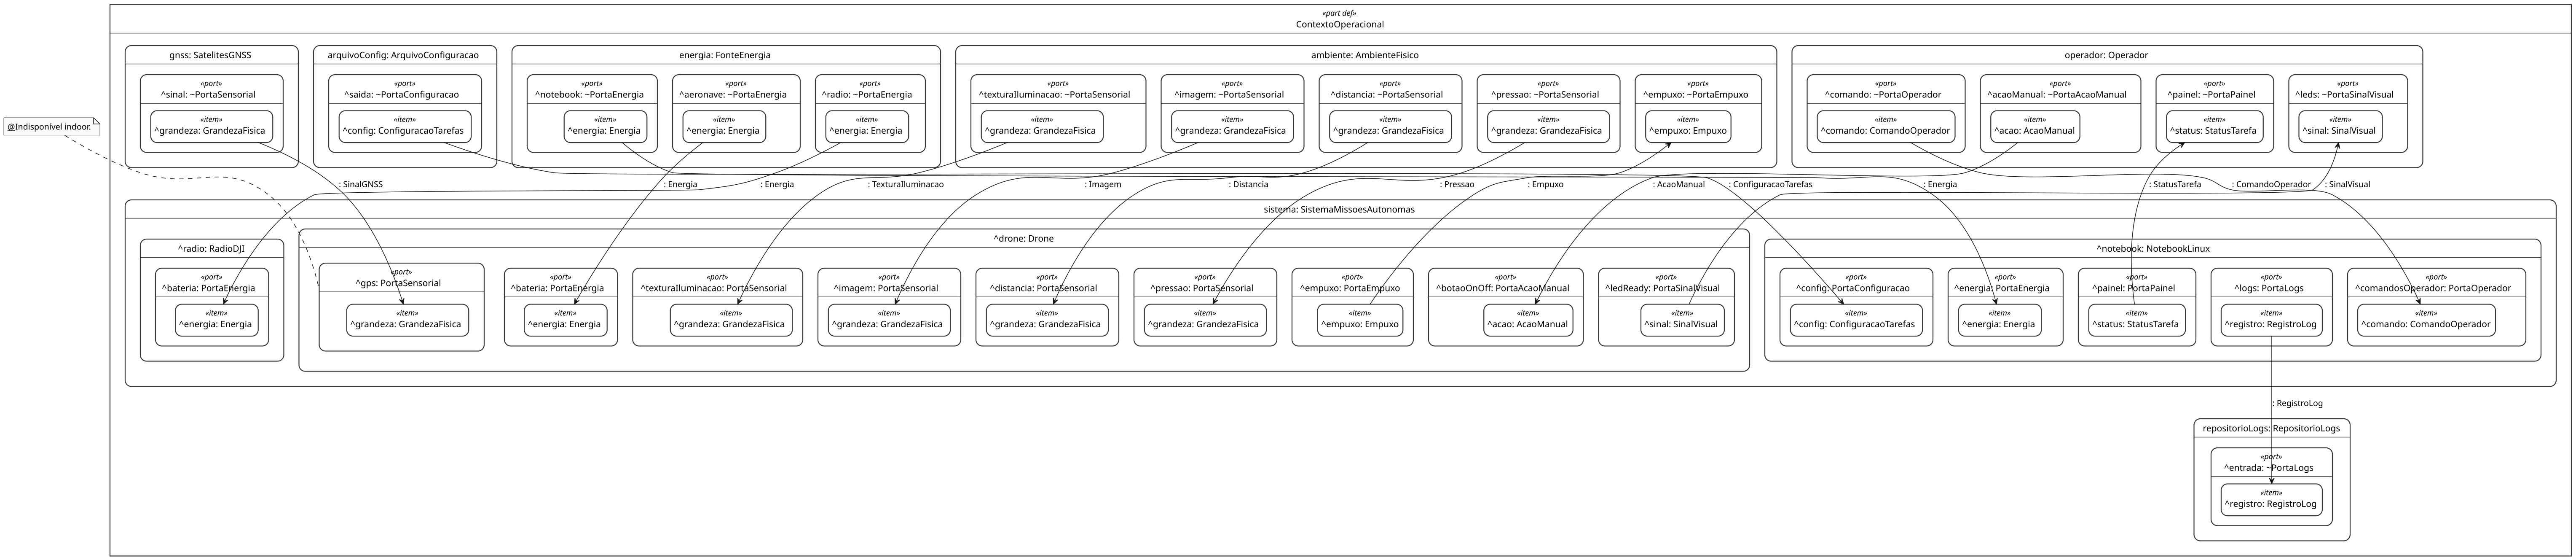 «part def»
ContextoOperacional
gnss: SatelitesGNSS
«port»
^sinal: ~PortaSensorial
«item»
^grandeza: GrandezaFisica
arquivoConfig: ArquivoConfiguracao
«port»
^saida: ~PortaConfiguracao
«item»
^config: ConfiguracaoTarefas
energia: FonteEnergia
«port»
^notebook: ~PortaEnergia
«item»
^energia: Energia
«port»
^aeronave: ~PortaEnergia
«item»
^energia: Energia
«port»
^radio: ~PortaEnergia
«item»
^energia: Energia
ambiente: AmbienteFisico
«port»
^texturaIluminacao: ~PortaSensorial
«item»
^grandeza: GrandezaFisica
«port»
^imagem: ~PortaSensorial
«item»
^grandeza: GrandezaFisica
«port»
^distancia: ~PortaSensorial
«item»
^grandeza: GrandezaFisica
«port»
^pressao: ~PortaSensorial
«item»
^grandeza: GrandezaFisica
«port»
^empuxo: ~PortaEmpuxo
«item»
^empuxo: Empuxo
operador: Operador
«port»
^comando: ~PortaOperador
«item»
^comando: ComandoOperador
«port»
^acaoManual: ~PortaAcaoManual
«item»
^acao: AcaoManual
«port»
^painel: ~PortaPainel
«item»
^status: StatusTarefa
«port»
^leds: ~PortaSinalVisual
«item»
^sinal: SinalVisual
@Indisponível indoor.
: SinalGNSS
: Energia
: Energia
: TexturaIluminacao
: Imagem
: Distancia
: Pressao
: Empuxo
: AcaoManual
: ConfiguracaoTarefas
: Energia
: StatusTarefa
: ComandoOperador
: SinalVisual
sistema: SistemaMissoesAutonomas
^radio: RadioDJI
«port»
^bateria: PortaEnergia
«item»
^energia: Energia
^drone: Drone
«port»
^gps: PortaSensorial
«item»
^grandeza: GrandezaFisica
«port»
^bateria: PortaEnergia
«item»
^energia: Energia
«port»
^texturaIluminacao: PortaSensorial
«item»
^grandeza: GrandezaFisica
«port»
^imagem: PortaSensorial
«item»
^grandeza: GrandezaFisica
«port»
^distancia: PortaSensorial
«item»
^grandeza: GrandezaFisica
«port»
^pressao: PortaSensorial
«item»
^grandeza: GrandezaFisica
«port»
^empuxo: PortaEmpuxo
«item»
^empuxo: Empuxo
«port»
^botaoOnOff: PortaAcaoManual
«item»
^acao: AcaoManual
«port»
^ledReady: PortaSinalVisual
«item»
^sinal: SinalVisual
^notebook: NotebookLinux
«port»
^config: PortaConfiguracao
«item»
^config: ConfiguracaoTarefas
«port»
^energia: PortaEnergia
«item»
^energia: Energia
«port»
^painel: PortaPainel
«item»
^status: StatusTarefa
«port»
^logs: PortaLogs
«item»
^registro: RegistroLog
«port»
^comandosOperador: PortaOperador
«item»
^comando: ComandoOperador
: RegistroLog
repositorioLogs: RepositorioLogs
«port»
^entrada: ~PortaLogs
«item»
^registro: RegistroLog